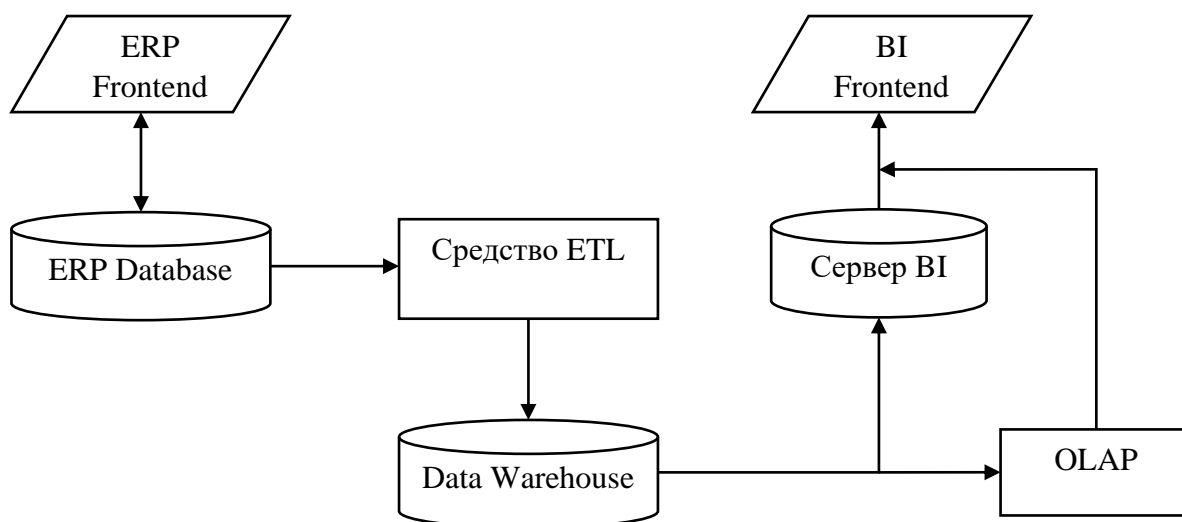 ERP
Frontend
BI
Frontend
ERP Database
Средство ETL
Сервер BI
Data Warehouse
OLAP